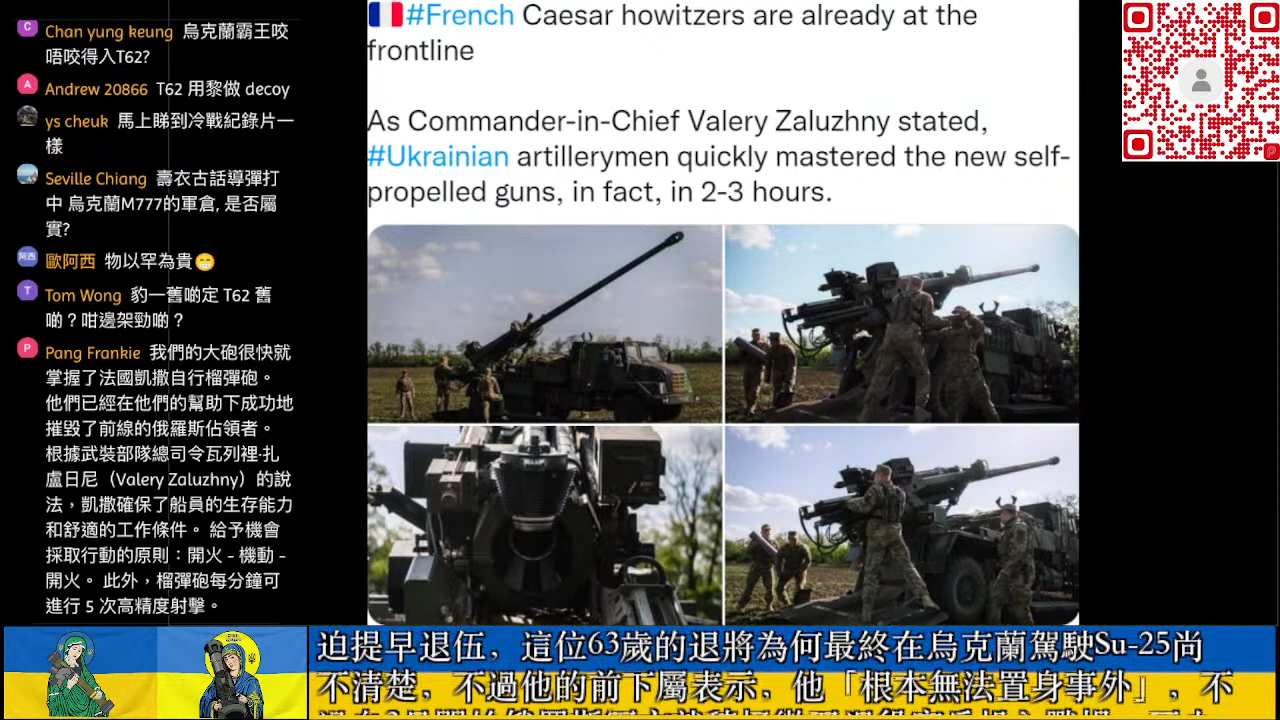 Chan yung keung 烏克蘭霸王咬
唔咬得入T62?
Andrew 20866 T62 用黎做 decoy
ys cheuk 馬上睇到冷戰紀錄片一
樣
Seville Chiang 壽衣古話導彈打
中 烏克蘭M777的軍倉, 是否屬
實?
歐阿西 物以罕為貴😁
Tom Wong 豹一舊啲定 T62 舊
啲？咁邊架勁啲？
Pang Frankie 我們的大砲很快就
掌握了法國凱撒自行榴彈砲。
他們已經在他們的幫助下成功地
摧毀了前線的俄羅斯佔領者。
根據武裝部隊總司令瓦列裡·扎
盧日尼（Valery Zaluzhny）的說
法，凱撒確保了船員的生存能力
和舒適的工作條件。 給予機會
採取行動的原則：開火 - 機動 -
開火。 此外，榴彈砲每分鐘可
進行 5 次高精度射擊。
🇫🇷#French Caesar howitzers are already at the
frontline
As Commander-in-Chief Valery Zaluzhny stated,
#Ukrainian artillerymen quickly mastered the new self-
propelled guns, in fact, in 2-3 hours.
迫提早退伍，這位63歲的退將為何最終在烏克蘭駕駛Su-25尚
不清楚，不過他的前下屬表示，他「根本無法置身事外」，不